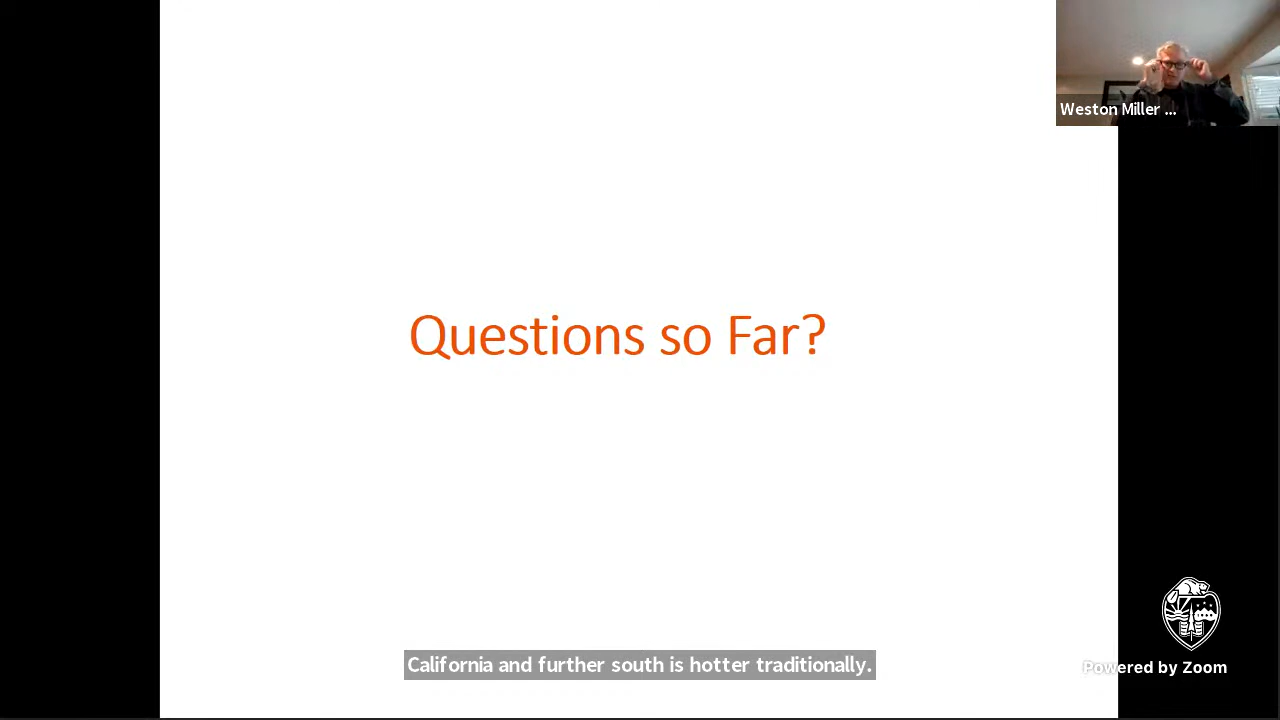 Weston Miller ...
Questions so Far?
California and further south is hotter traditionally.
Powered by Zoom